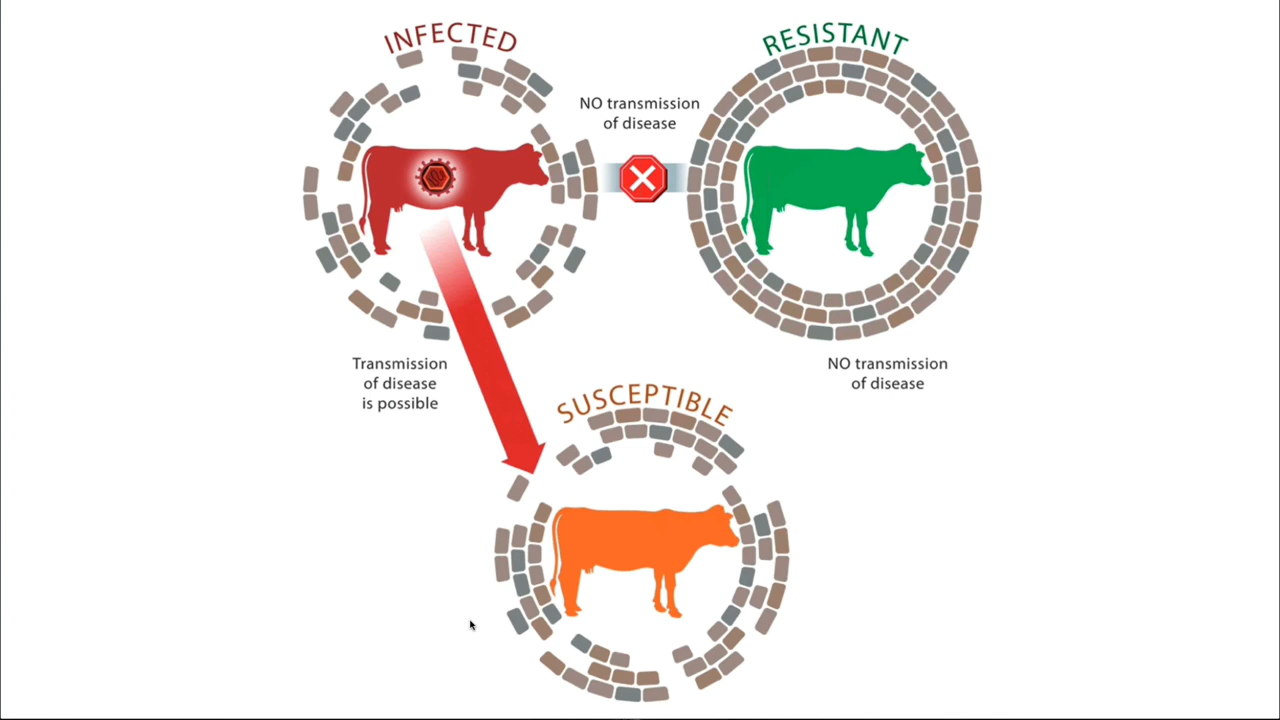 INFECTED
RESISTANT
NO transmission
of disease
Transmission
of disease
is possible
NO transmission
of disease
SUSCEPTIBLE